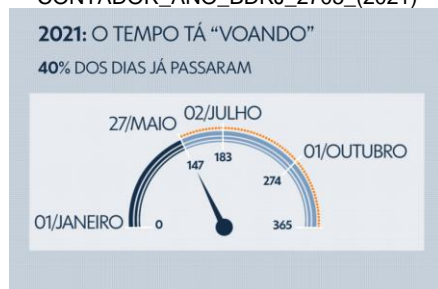 CONTADOR_ANO_BDRJ_2705_(2021)
2021: O TEMPO TÁ “VOANDO”
40% DOS DIAS JÁ PASSARAM
02/JULHO
27/MAIO
01/OUTUBRO
147
183
274
01/JANEIRO
0
365